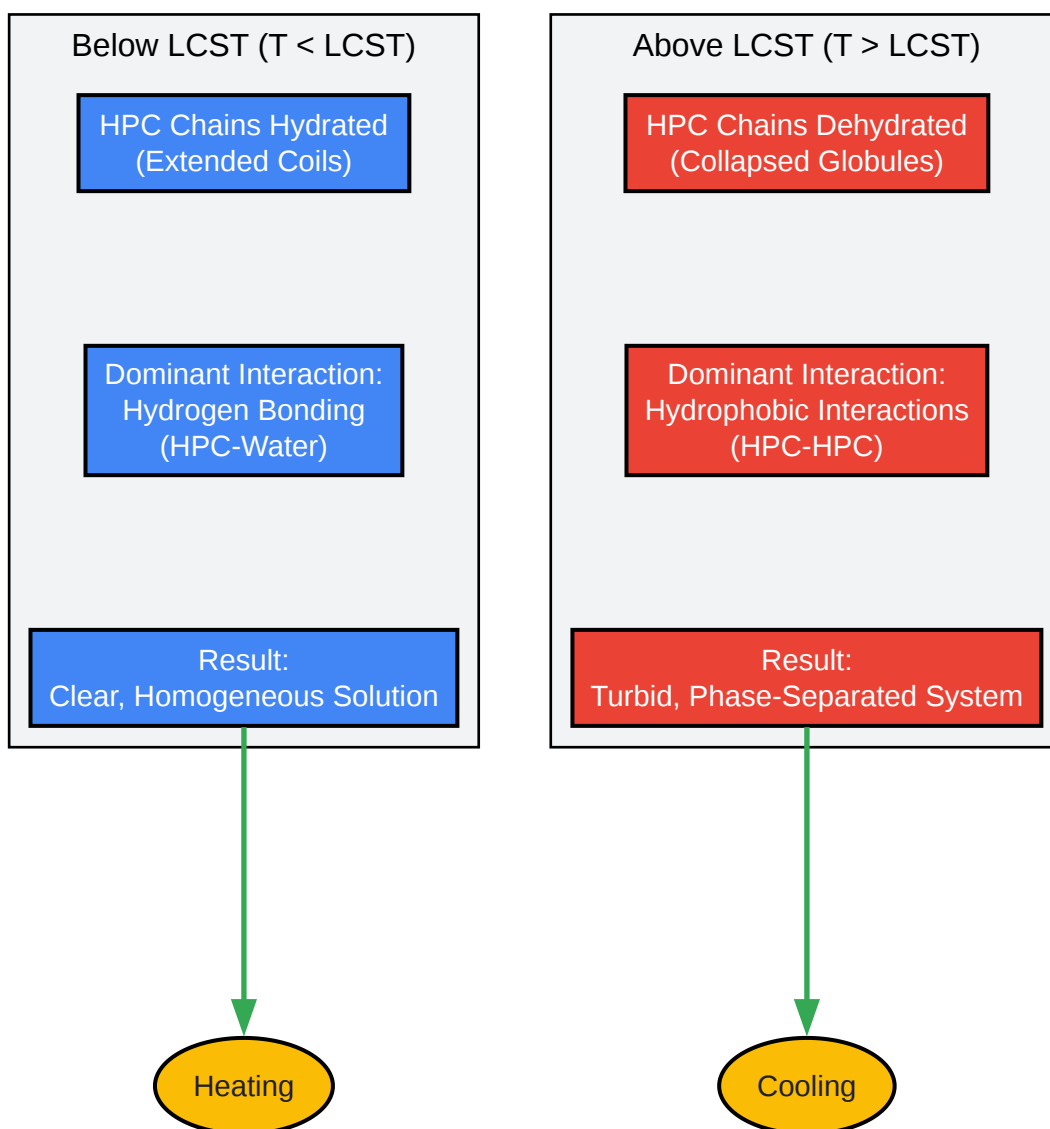 Below LCST (T < LCST)
HPC Chains Hydrated
(Extended Coils)
Dominant Interaction:
Hydrogen Bonding
(HPC-Water)
Result:
Clear, Homogeneous Solution
Heating
Above LCST (T > LCST)
HPC Chains Dehydrated
(Collapsed Globules)
Dominant Interaction:
Hydrophobic Interactions
(HPC-HPC)
Result:
Turbid, Phase-Separated System
Cooling